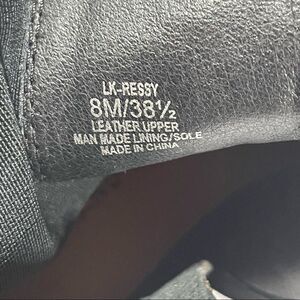 LK-RESSY
8M/38½
LEATHER UPPER
MAN MADE LINING/SOLE
MADE IN CHINA